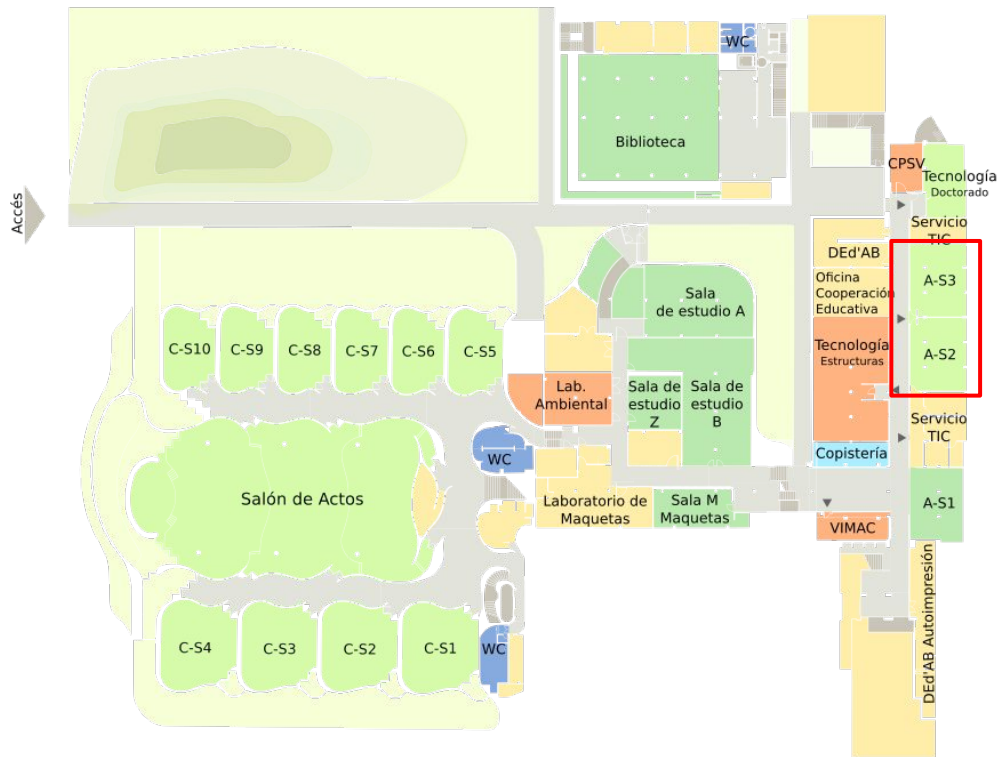 WC
Biblioteca
CPSV
Tecnología
Doctorado
Accés
Servicio
TIC
DEd'AB
Oficina
Cooperación
Educativa
A-S3
Sala
de estudio A
C-S10
C-S9
C-S8
C-S7
C-S6
C-S5
Tecnología
Estructuras
A-S2
Lab.
Ambiental
Sala de
estudio
Z
Sala de
estudio
B
Servicio
TIC
Copistería
WC
Salón de Actos
Laboratorio de
Maquetas
Sala M
Maquetas
A-S1
VIMAC
DEd'AB Autoimpresión
C-S4
C-S3
C-S2
C-S1
WC